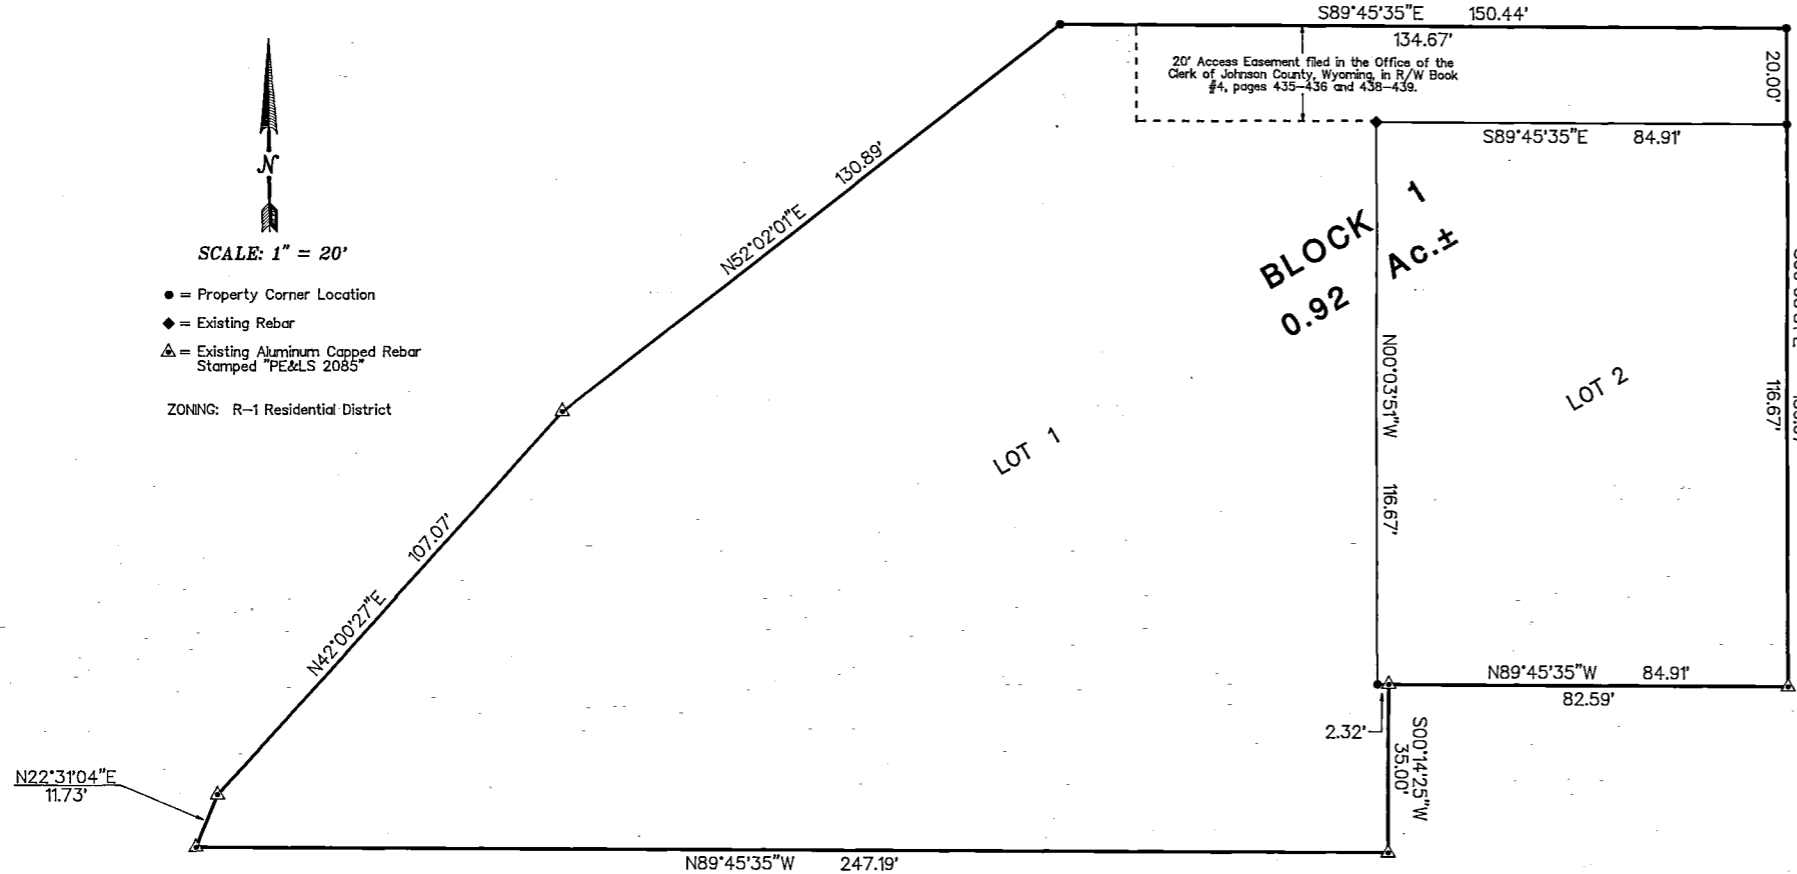 S89°45'35"E 150.44'
134.67'
20' Access Easement filed in the Office of the
Clerk of Johnson County, Wyoming, in R/W Book
#4, pages 435-436 and 438-439.
20.00'
S89°45'35"E 84.91'
N
SCALE: 1" = 20'
= Property Corner Location
= Existing Rebar
= Existing Aluminum Capped Rebar
Stamped "PE&LS 2085"
ZONING: R-1 Residential District
N52°02'01"E 130.89'
BLOCK 1
0.92 Ac.±
N00°03'51"W 116.67'
LOT 2
116.67'
LOT 1
N42°00'27"E 107.07'
N89°45'35"W 84.91'
82.59'
2.32'
S00°14'25"W
35.00'
N22°31'04"E
11.73'
N89°45'35"W 247.19'